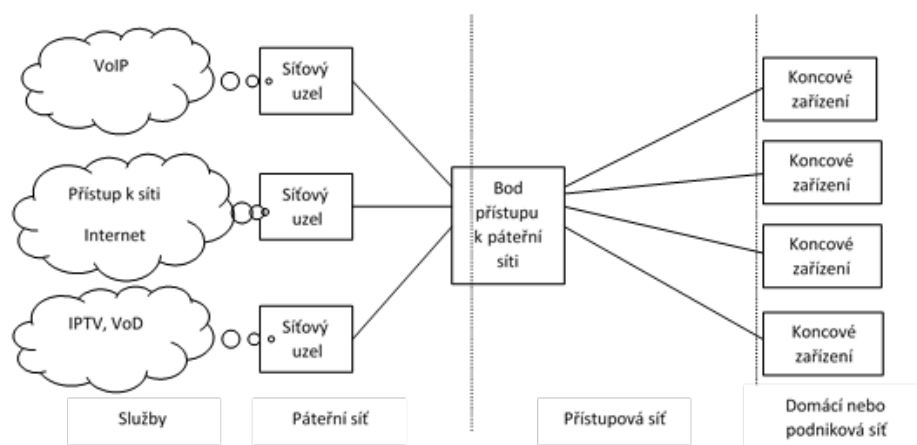 VoIP
Síťový
uzel
Koncové
zařízení
Přístup k síti
Internet
Síťový
uzel
Bod
přístupu
k páteřní
síti
Koncové
zařízení
Koncové
zařízení
IPTV, VoD
Síťový
uzel
Koncové
zařízení
Služby
Páteřní síť
Přístupová síť
Domácí nebo
podniková síť